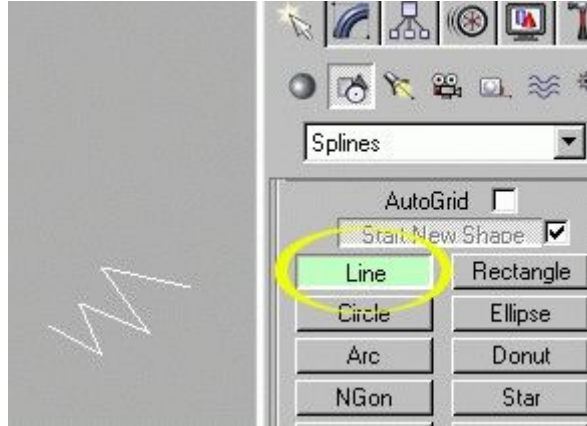 Splines
AutoGrid
Start New Shape
Line Rectangle
Circle Ellipse
Arc Donut
NGon Star